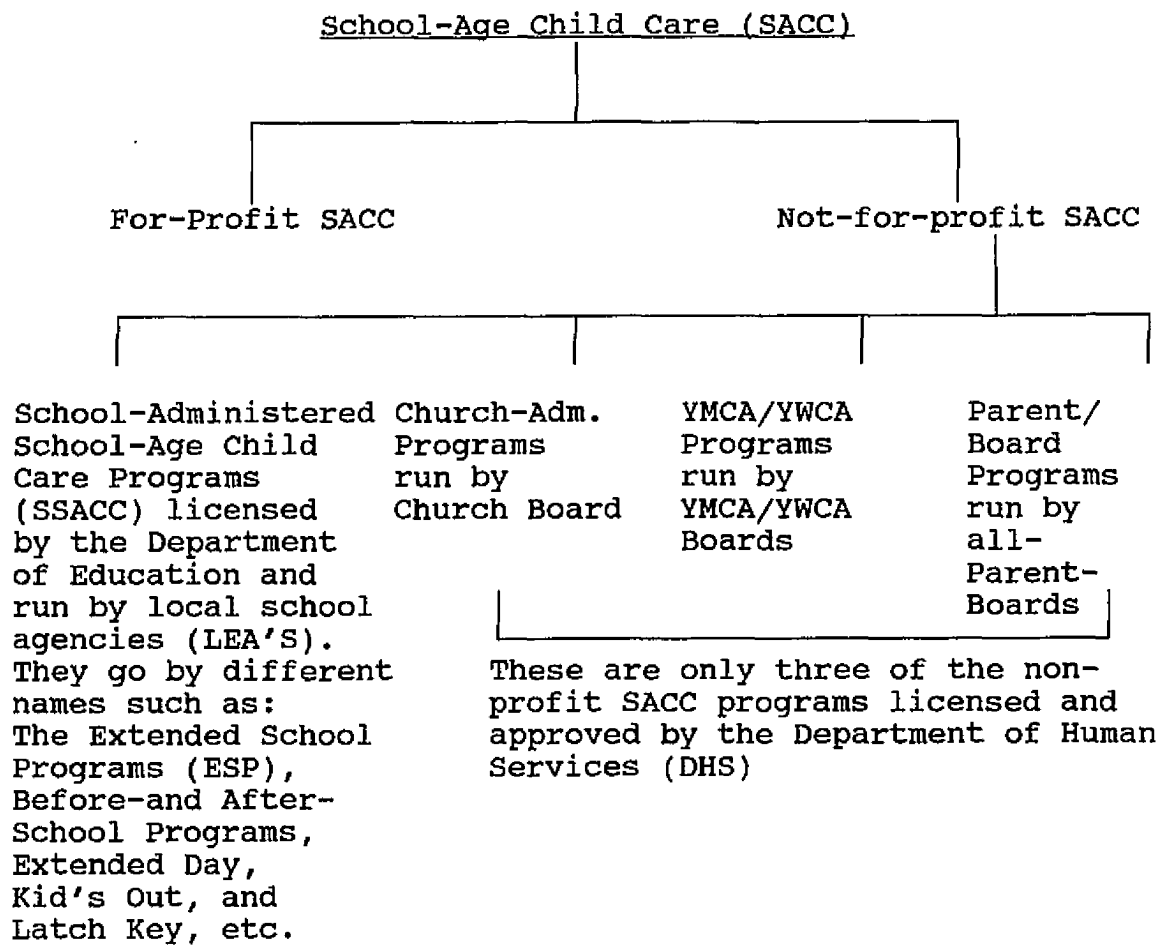 School-Age Child Care (SACC)
For-Profit SACC
Not-for-profit SACC
School-Administered
School-Age Child
Care Programs
(SSACC) licensed
by the Department
of Education and
run by local school
agencies (LEA'S).
They go by different
names such as:
The Extended School
Programs (ESP),
Before-and After-
School Programs,
Extended Day,
Kid's Out, and
Latch Key, etc.
Church-Adm.
Programs
run by
Church Board
YMCA/YWCA
Programs
run by
YMCA/YWCA
Boards
Parent/
Board
Programs
run by
all-
Parent-
Boards
These are only three of the non-
profit SACC programs licensed and
approved by the Department of Human
Services (DHS)